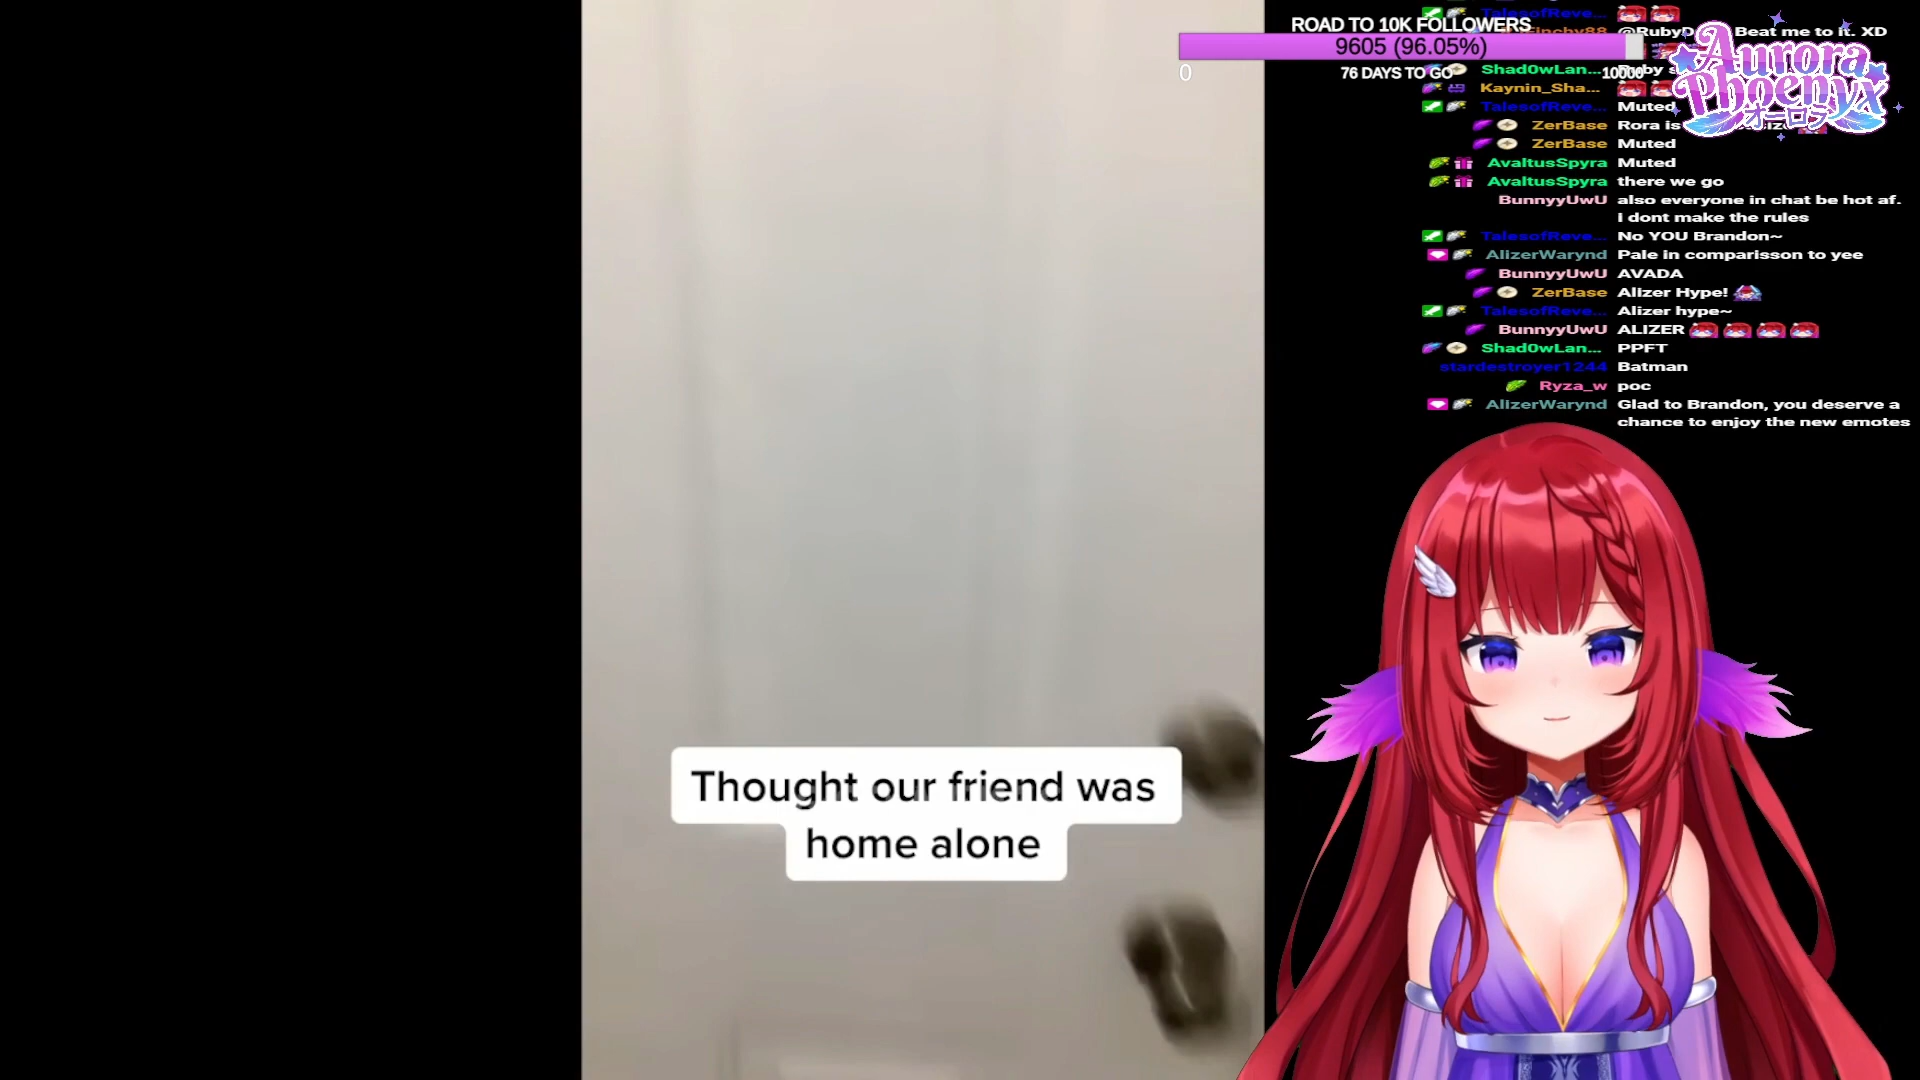 ROAD TO 10K FOLLOWERS
9605 (96.05%)
0
76 DAYS TO GO
10000
Aurora
Phoenyx
オーロラ
TalesofReve...
Beat me to it. XD
Shad0wLan...
Kaynin_Sha...
TalesofReve... Muted
ZerBase Rora is
ZerBase Muted
AvaltusSpyra Muted
AvaltusSpyra there we go
BunnyyUwU also everyone in chat be hot af.
i dont make the rules
TalesofReve... No YOU Brandon~
AlizerWarynd Pale in comparisson to yee
BunnyyUwU AVADA
ZerBase Alizer Hype!
TalesofReve... Alizer hype~
BunnyyUwU ALIZER
Shad0wLan... PPFT
stardestroyer1244 Batman
Ryza_w poc
AlizerWarynd Glad to Brandon, you deserve a
chance to enjoy the new emotes
Thought our friend was
home alone